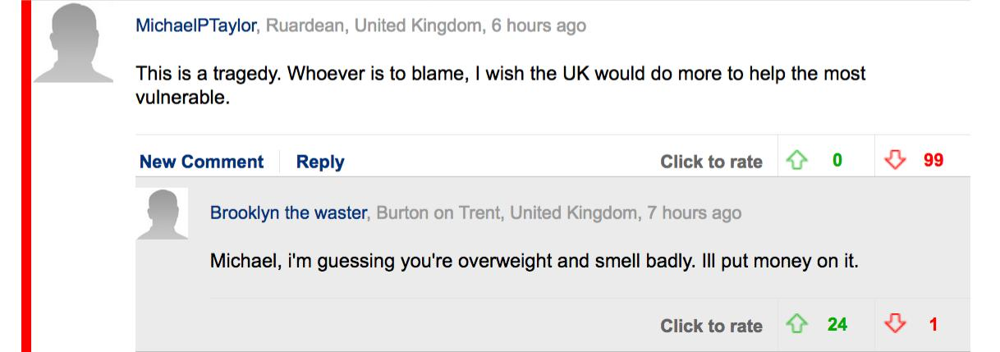 MichaelPTaylor, Ruardean, United Kingdom, 6 hours ago
This is a tragedy. Whoever is to blame, I wish the UK would do more to help the most
vulnerable.
New Comment Reply Click to rate 0 99
Brooklyn the waster, Burton on Trent, United Kingdom, 7 hours ago
Michael, i'm guessing you're overweight and smell badly. Ill put money on it.
Click to rate 24 1